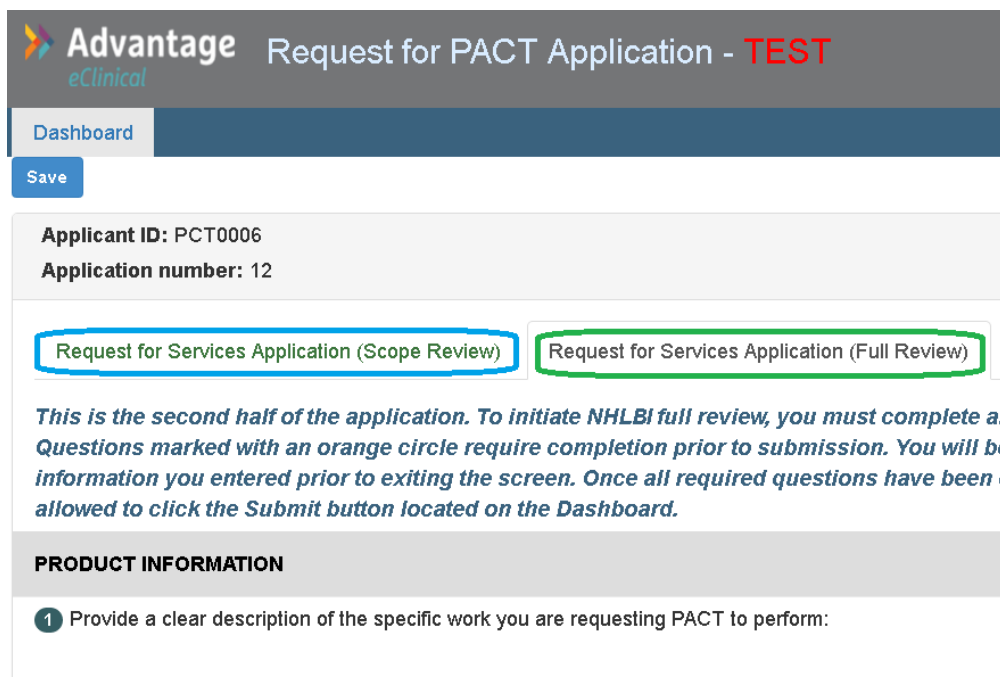 Advantage
eClinical
Request for PACT Application - TEST
Dashboard
Save
Applicant ID: PCT0006
Application number: 12
Request for Services Application (Scope Review)
Request for Services Application (Full Review)
This is the second half of the application. To initiate NHLBI full review, you must complete a
Questions marked with an orange circle require completion prior to submission. You will b
information you entered prior to exiting the screen. Once all required questions have been
allowed to click the Submit button located on the Dashboard.
PRODUCT INFORMATION
1 Provide a clear description of the specific work you are requesting PACT to perform: